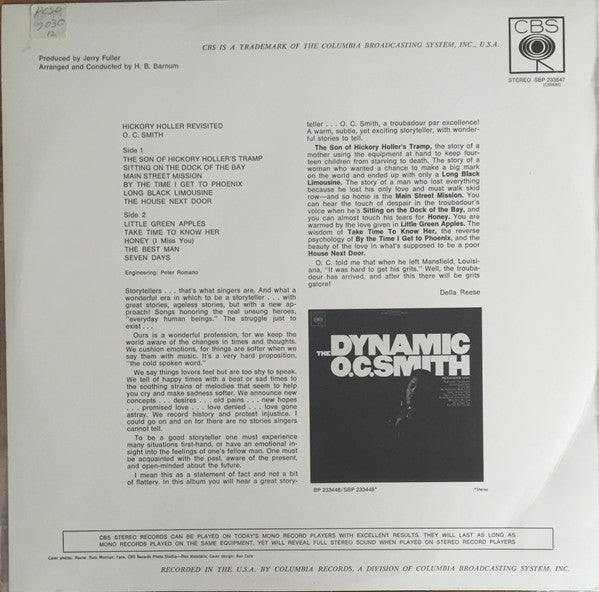 PCSO
7030
12
CBS IS A TRADEMARK OF THE COLUMBIA BROADCASTING SYSTEM, INC., U.S.A.
CBS
STEREO SBP 233547
Produced by Jerry Fuller
Arranged and Conducted by H. B. Barnum
HICKORY HOLLER REVISITED
O. C. SMITH
Side 1
THE SON OF HICKORY HOLLER'S TRAMP
SITTING ON THE DOCK OF THE BAY
MAIN STREET MISSION
BY THE TIME I GET TO PHOENIX
LONG BLACK LIMOUSINE
THE HOUSE NEXT DOOR
Side 2
LITTLE GREEN APPLES
TAKE TIME TO KNOW HER
HONEY (I Miss You)
THE BEST MAN
SEVEN DAYS
Engineering: Peter Romano
Storytellers . . . that's what singers are. And what a
wonderful era in which to be a storyteller . . . with
great stories, ageless stories, but with a new ap-
proach! Songs honoring the real unsung heroes,
"everyday human beings." The struggle just to
exist . . .
Ours is a wonderful profession, for we keep the
world aware of the changes in times and thoughts.
We cushion emotions, for things are softer when we
say them with music. It's a very hard proposition,
"the cold spoken word."
We say things lovers feel but are too shy to speak.
We tell of happy times with a beat or sad times to
the soothing strains of melodies that seem to help
you cry and make sadness softer. We announce new
concepts . . . desires . . . old pains . . . new hopes
. . . promised love . . . love denied . . . love gone
astray. We record history and protest injustice. I
could go on and on for there are no stories singers
cannot tell.
To be a good storyteller one must experience
many situations first-hand, or have an emotional in-
sight into the feelings of one's fellow man. One must
be acquainted with the past, aware of the present,
and open-minded about the future.
I mean this as a statement of fact and not a bit
of flattery. In this album you will hear a great story-
teller . . . O. C. Smith, a troubadour par excellence!
A warm, subtle, yet exciting storyteller, with wonder-
ful stories to tell.
The Son of Hickory Holler's Tramp, the story of a
mother using the equipment at hand to keep four-
teen children from starving to death. The story of a
woman who wanted a chance to make a big mark
on the world and ended up with only a Long Black
Limousine. The story of a man who lost everything
because he lost his only love and must walk skid
row—and so home is the Main Street Mission. You
can hear the touch of despair in the troubadour's
voice when he's Sitting on the Dock of the Bay, and
you can almost touch his tears for Honey. You are
warmed by the love given in Little Green Apples. The
wisdom of Take Time To Know Her, the reverse
psychology of By the Time I Get to Phoenix, and the
beauty of the love in what's supposed to be a poor
House Next Door.
O. C. told me that when he left Mansfield, Louisi-
ana, "It was hard to get his grits." Well, the trouba-
dour has arrived, and after this there will be grits
galore!
Della Reese
THE DYNAMIC
O.C. SMITH
BP 233448/SBP 233448*
*Stereo
CBS STEREO RECORDS CAN BE PLAYED ON TODAY'S MONO RECORD PLAYERS WITH EXCELLENT RESULTS. THEY WILL LAST AS LONG AS
MONO RECORDS PLAYED ON THE SAME EQUIPMENT, YET WILL REVEAL FULL STEREO SOUND WHEN PLAYED ON STEREO RECORD PLAYERS
RECORDED IN THE U.S.A. BY COLUMBIA RECORDS, A DIVISION OF COLUMBIA BROADCASTING SYSTEM, INC.